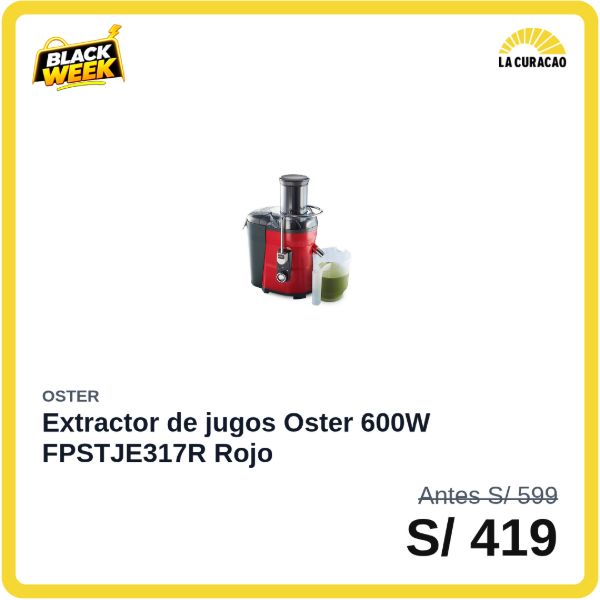 BLACK
WEEK
LA CURACAO
OSTER
Extractor de jugos Oster 600W
FPSTJE317R Rojo
Antes S/ 599
S/ 419